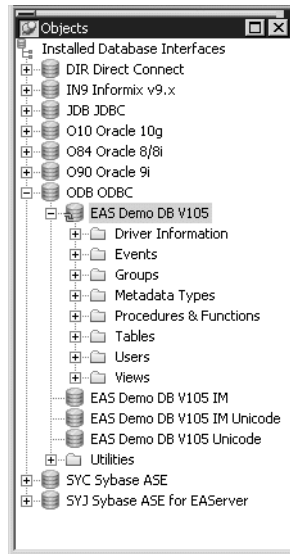 Objects
Installed Database Interfaces
DIR Direct Connect
IN9 Informix v9.x
JDB JDBC
O10 Oracle 10g
O84 Oracle 8/8i
O90 Oracle 9i
ODB ODBC
EAS Demo DB V105
Driver Information
Events
Groups
Metadata Types
Procedures & Functions
Tables
Users
Views
EAS Demo DB V105 IM
EAS Demo DB V105 IM Unicode
EAS Demo DB V105 Unicode
Utilities
SYC Sybase ASE
SYJ Sybase ASE for EAServer